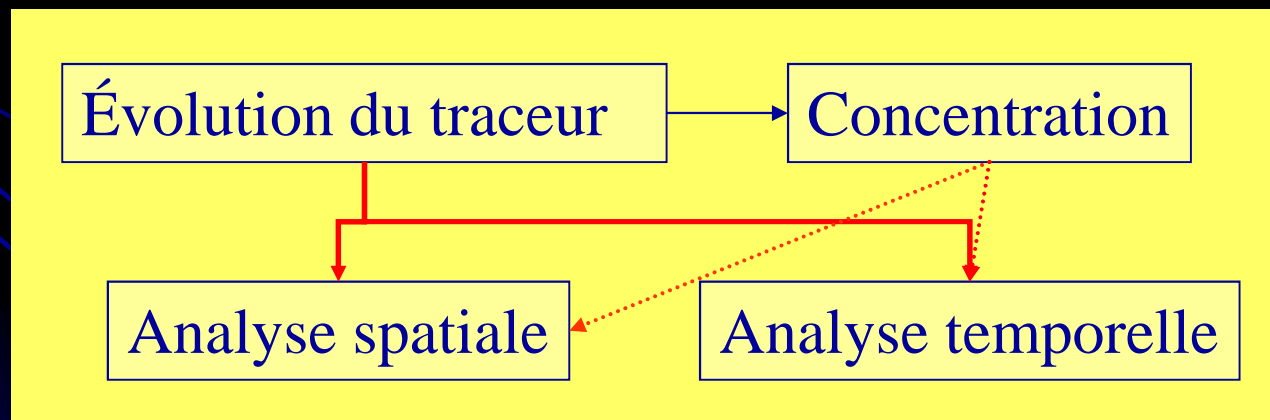 Évolution du traceur
Concentration
Analyse spatiale
Analyse temporelle